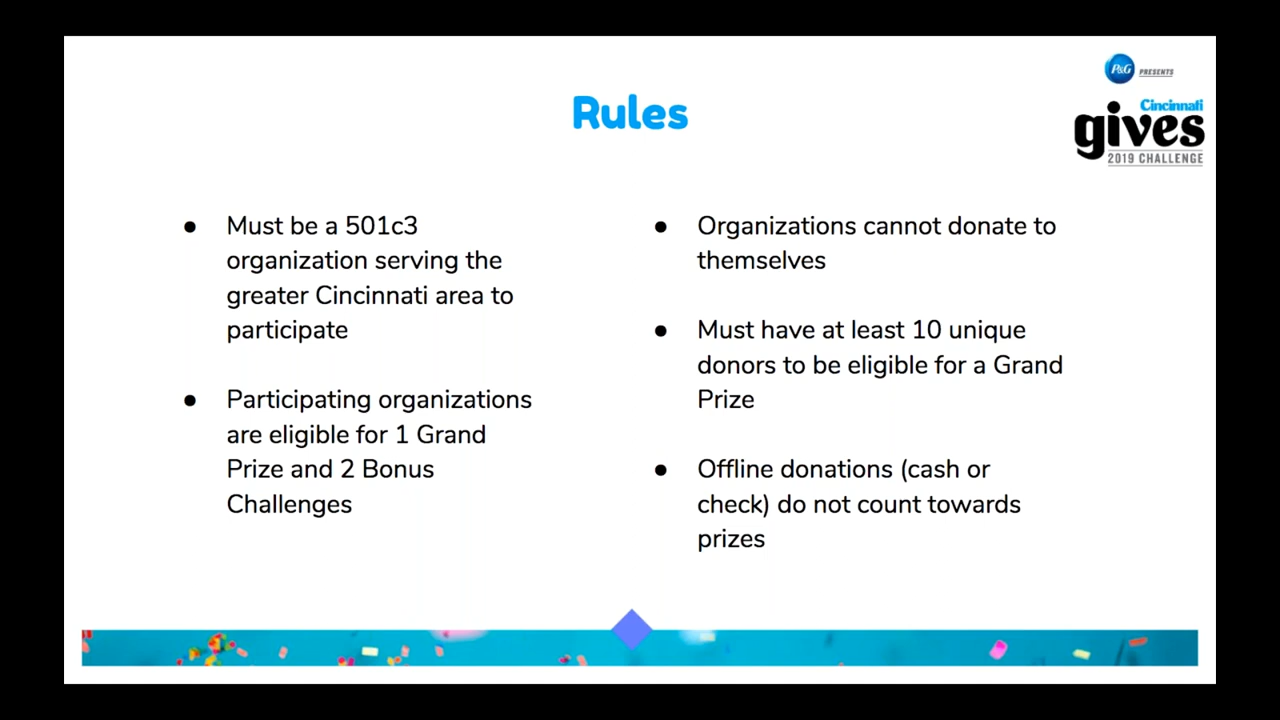 P&G PRESENTS
Cincinnati
gives
2019 CHALLENGE
Rules
● Must be a 501c3
organization serving the
greater Cincinnati area to
participate
● Participating organizations
are eligible for 1 Grand
Prize and 2 Bonus
Challenges
● Organizations cannot donate to
themselves
● Must have at least 10 unique
donors to be eligible for a Grand
Prize
● Offline donations (cash or
check) do not count towards
prizes